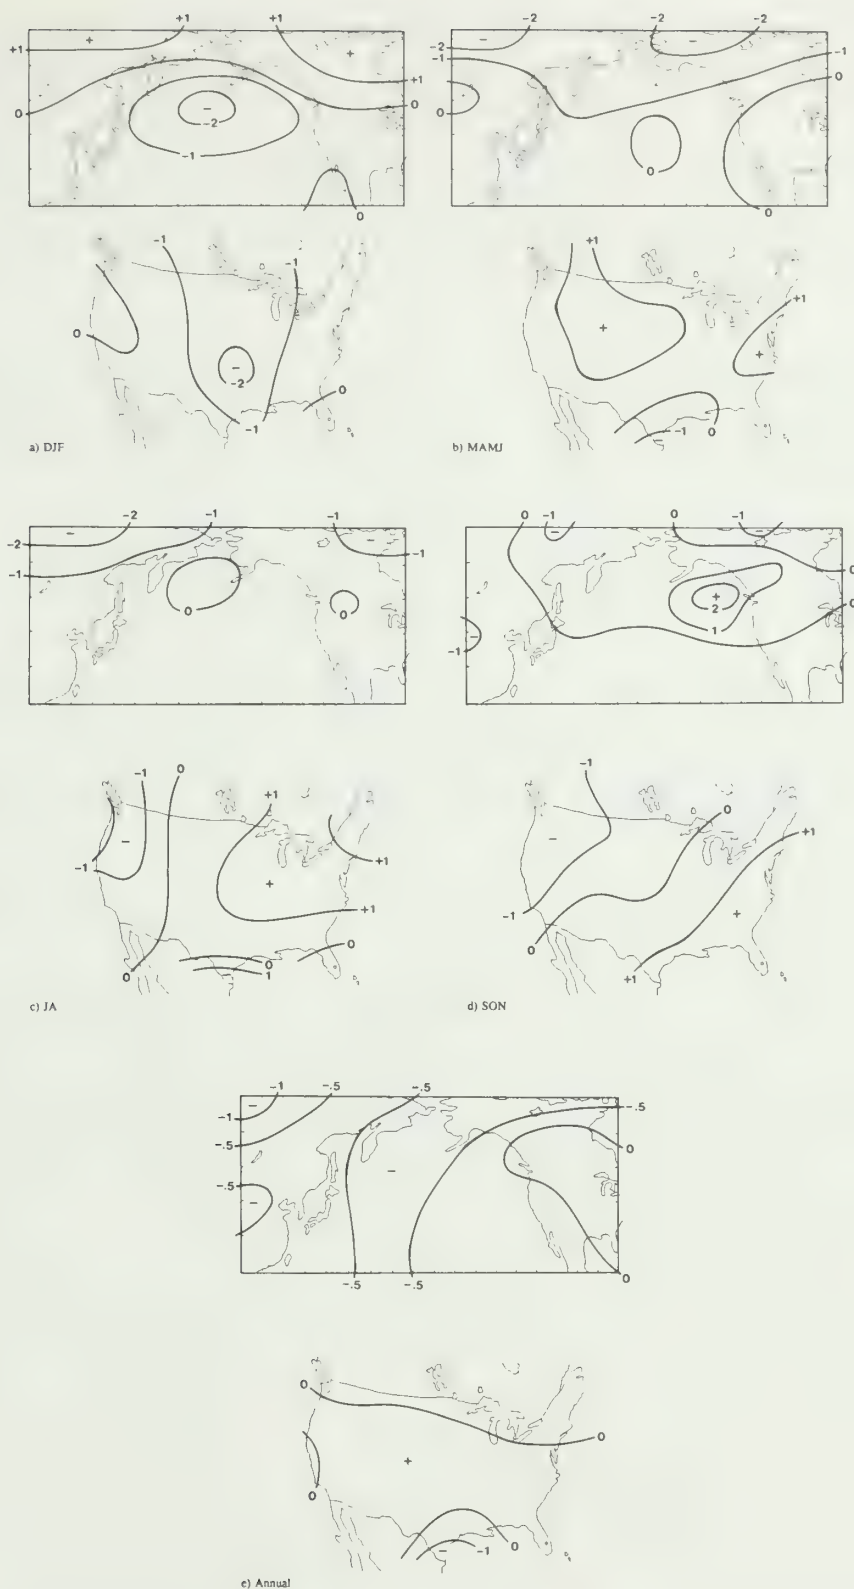 +1 +1
+1 + +
+1
0 - 0
-2
-1
0
-1 -1
0
-
-2
0
-1
a) DJF
-2 -2 -2
-2 - - -1
-1
0
0
0
0
+1
+ +1
+
-1 0
b) MAMJ
-2 -1 -1
-2 - -
-1 -1
0 0
-1 0 +1
-
-1 +1
+
+1
0
0 0
1
c) JA
0 -1 0 -1
- -
0
+ 0
2
- 1
-1
-1
0
- +1
-1 +
0
+1
d) SON
-1 -.5 -.5
- -.5
-1
-.5 - 0
-.5
-
-.5 -.5 0
0
0
+
0
- -1 0
e) Annual